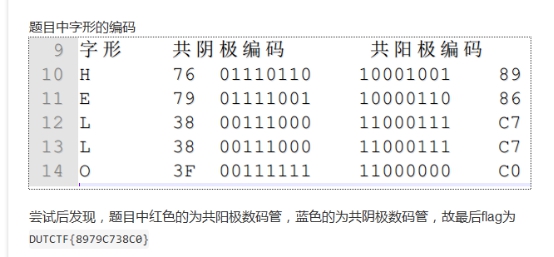 题目中字形的编码
9 字形 共阴极编码 共阳极编码
10 H 76 01110110 10001001 89
11 E 79 01111001 10000110 86
12 L 38 00111000 11000111 C7
13 L 38 00111000 11000111 C7
14 O 3F 00111111 11000000 C0
尝试后发现，题目中红色的为共阳极数码管，蓝色的为共阴极数码管，故最后flag为
DUTCTF{8979C738C0}